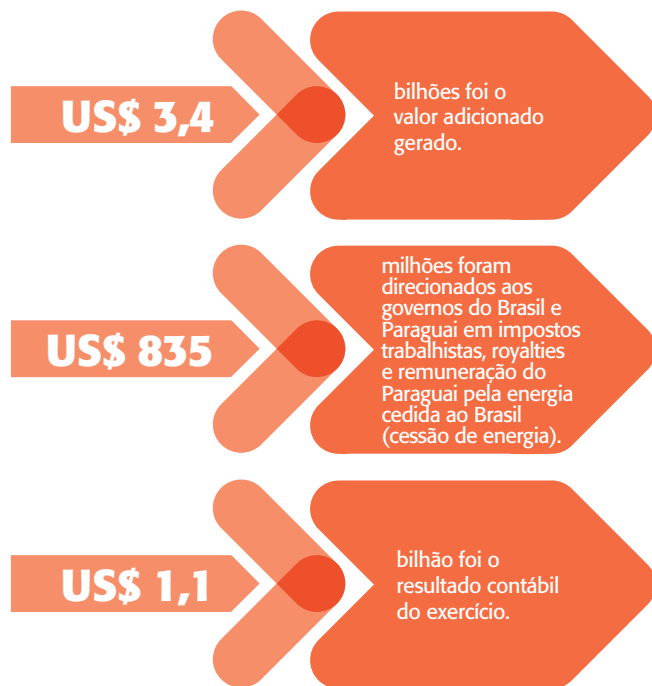 US$ 3,4
bilhões foi o
valor adicionado
gerado.
US$ 835
milhões foram
direcionados aos
governos do Brasil e
Paraguai em impostos
trabalhistas, royalties
e remuneração do
Paraguai pela energia
cedida ao Brasil
(cessão de energia).
US$ 1,1
bilhão foi o
resultado contábil
do exercício.